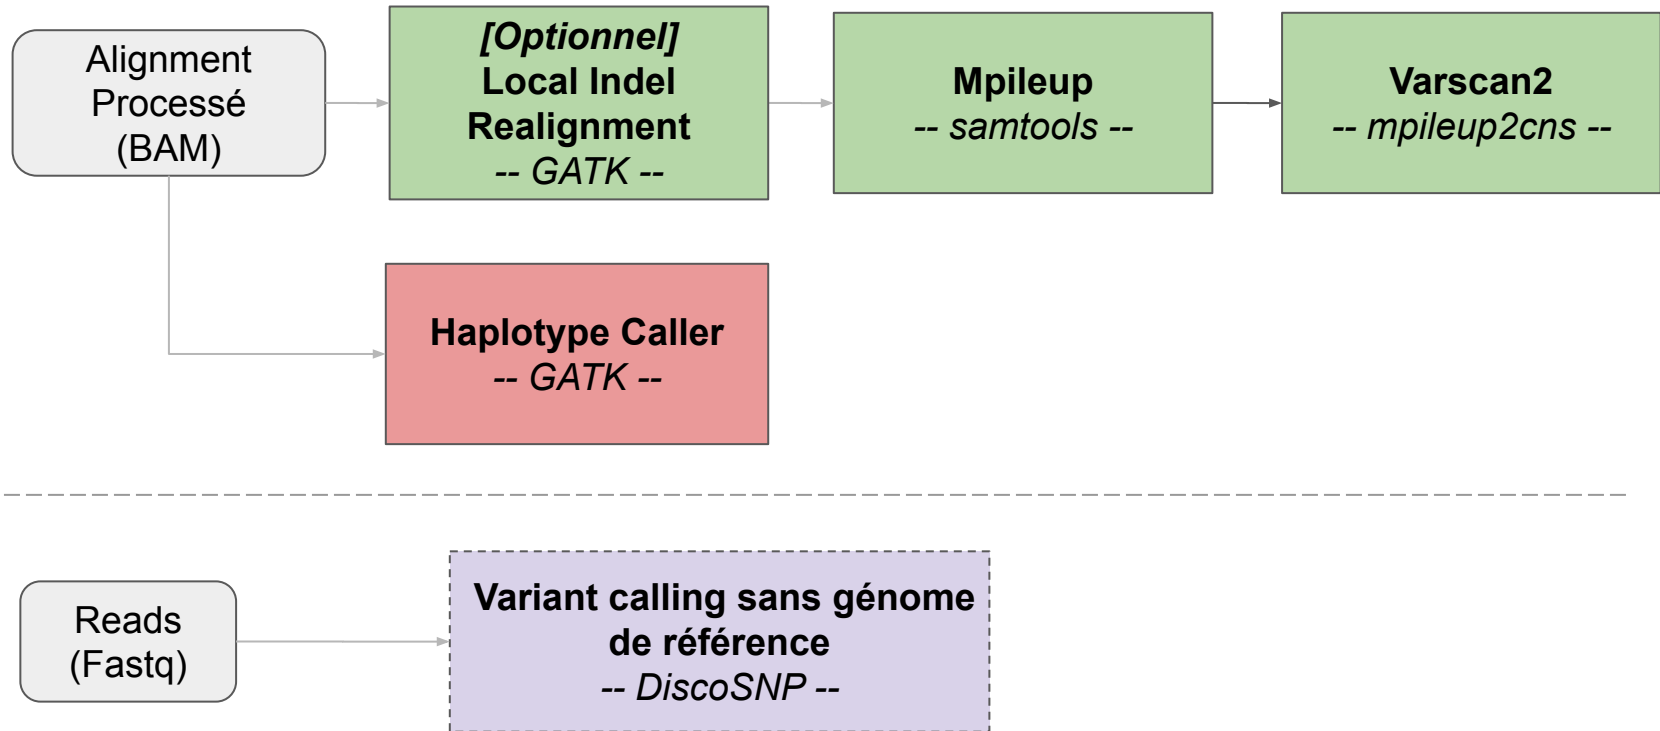 Alignment
Processé
(BAM)
[Optionnel]
Local Indel
Realignment
-- GATK --
Mpileup
-- samtools --
Varscan2
-- mpileup2cns --
Haplotype Caller
-- GATK --
Reads
(Fastq)
Variant calling sans génome
de référence
-- DiscoSNP --